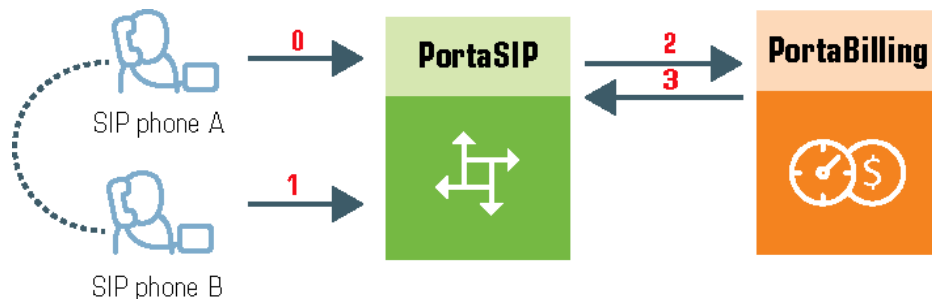 0
PortaSIP
2
PortaBilling
3
SIP phone A
1
$
SIP phone B